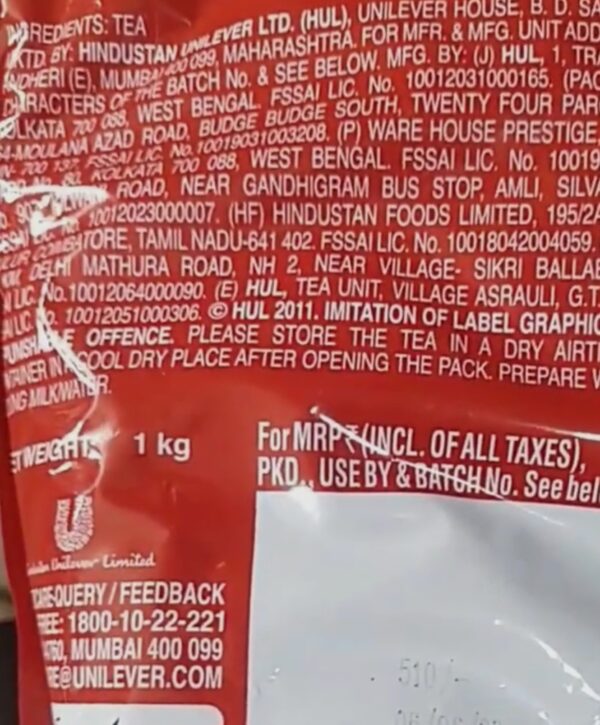 INGREDIENTS: TEA
MKTD BY: HINDUSTAN UNILEVER LTD. (HUL), UNILEVER HOUSE, B. D. SA
ANDHERI (E), MUMBAI 400 099, MAHARASHTRA. FOR MFR. & MFG. UNIT ADD
CHARACTERS OF THE BATCH No. & SEE BELOW, MFG. BY: (J) HUL, 1, TR
KOLKATA 700 088, WEST BENGAL. FSSAI LIC. No. 10012031000165. (PAC
MOULANA AZAD ROAD, BUDGE BUDGE SOUTH, TWENTY FOUR PAR
700 137. FSSAI LIC. No. 10019031003208. (P) WARE HOUSE PRESTIGE
KOLKATA 700 088, WEST BENGAL. FSSAI LIC. No. 10019
ROAD, NEAR GANDHIGRAM BUS STOP, AMLI, SILVA
10012023000007. (HF) HINDUSTAN FOODS LIMITED, 195/2A
TAMIL NADU-641 402. FSSAI LIC. No. 10018042004059.
DELHI MATHURA ROAD, NH 2, NEAR VILLAGE- SIKRI BALLAB
LIC. No. 10012064000090. (E) HUL, TEA UNIT, VILLAGE ASRAULI, G.T
10012051000306. © HUL 2011. IMITATION OF LABEL GRAPHIC
OFFENCE. PLEASE STORE THE TEA IN A DRY AIRTI
COOL DRY PLACE AFTER OPENING THE PACK. PREPARE W
MILK/WATER.
WEIGHT: 1 kg
For MRP ₹ (INCL. OF ALL TAXES),
PKD., USE BY & BATCH No. See bel
Unilever Limited
QUERY / FEEDBACK
1800-10-22-221
MUMBAI 400 099
@UNILEVER.COM
510/-